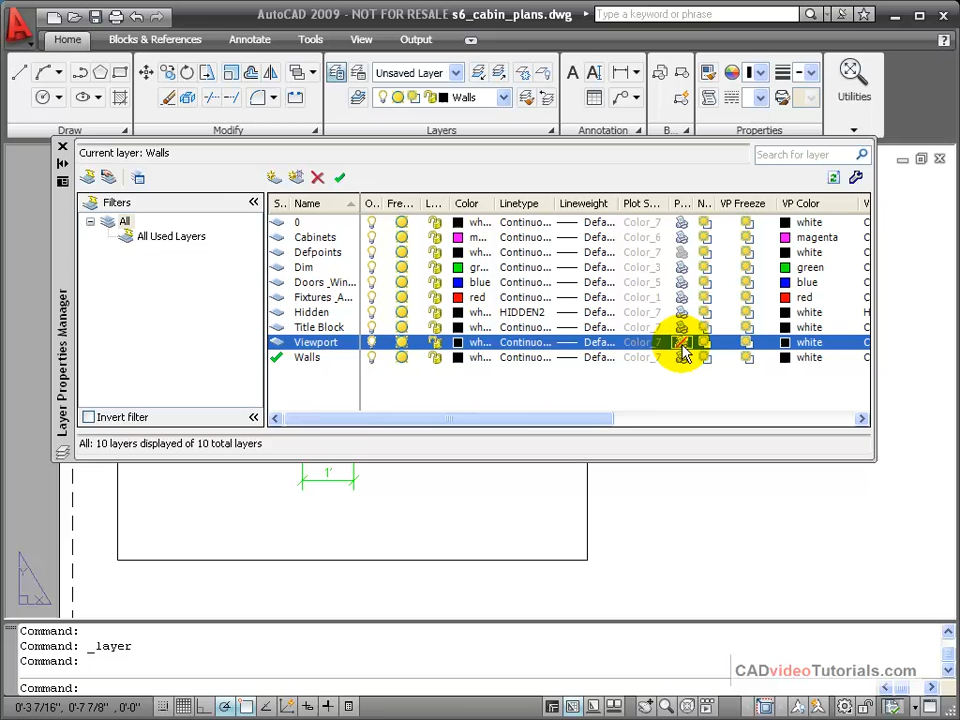 AutoCAD 2009 - NOT FOR RESALE s6_cabin_plans.dwg
Type a keyword or phrase
Home Blocks & References Annotate Tools View Output
Unsaved Layer
Walls
Utilities
Draw Modify Layers Annotation B... Properties
Current layer: Walls
Search for layer
Filters
S.. Name O.. Fre... L... Color Linetype Lineweight Plot S... P... N.. VP Freeze VP Color V
All
All Used Layers
0 wh... Continuo... Defa... Color_7 white C
Cabinets m... Continuo... Defa... Color_6 magenta C
Defpoints wh... Continuo... Defa... Color_7 white C
Dim gr... Continuo... Defa... Color_3 green C
Doors_Win... blue Continuo... Defa... Color_5 blue C
Fixtures_A... red Continuo... Defa... Color_1 red C
Hidden wh... HIDDEN2 Defa... Color_7 white H
Title Block wh... Continuo... Defa... Color_7 white C
Viewport wh... Continuo... Defa... Color_7 white C
Walls wh... Continuo... Defa... Color_7 white C
Invert filter
All: 10 layers displayed of 10 total layers
Layer Properties Manager
1'
X
Command:
Command: _layer
Command:
Command:
CADvideoTutorials.com
0'-3 7/16", 0'-7 7/8", 0'-0"